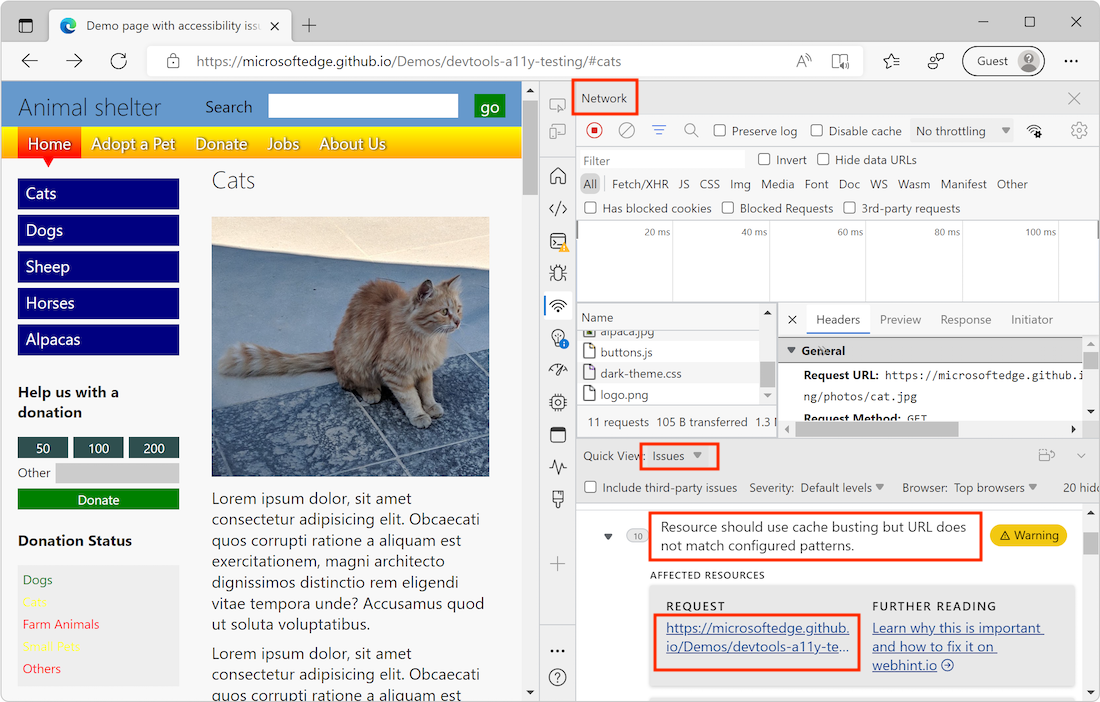 Demo page with accessibility issu
https://microsoftedge.github.io/Demos/devtools-a11y-testing/#cats
Guest
Animal shelter
Search
go
Home Adopt a Pet Donate Jobs About Us
Cats
Dogs
Sheep
Horses
Alpacas
Help us with a
donation
50 100 200
Other
Donate
Donation Status
Dogs
Cats
Farm Animals
Small Pets
Others
Cats
Lorem ipsum dolor, sit amet
consectetur adipisicing elit. Obcaecati
quos corrupti ratione a aliquam est
exercitationem, magni architecto
dignissimos distinctio rem eligendi
vitae tempora unde? Accusamus quod
ut soluta voluptatibus.
Lorem ipsum dolor, sit amet
consectetur adipisicing elit. Obcaecati
quos corrupti ratione a aliquam est
Network
Preserve log Disable cache No throttling
Filter
Invert Hide data URLs
All Fetch/XHR JS CSS Img Media Font Doc WS Wasm Manifest Other
Has blocked cookies Blocked Requests 3rd-party requests
20 ms 40 ms 60 ms 80 ms 100 ms
Name
alpaca.jpg
buttons.js
dark-theme.css
logo.png
11 requests 105 B transferred 1.3 M
Headers Preview Response Initiator
General
Request URL: https://microsoftedge.github.i
ng/photos/cat.jpg
Request Method: GET
Quick View: Issues
Include third-party issues Severity: Default levels Browser: Top browsers 20 hidd
10
Resource should use cache busting but URL does
not match configured patterns.
Warning
AFFECTED RESOURCES
REQUEST
https://microsoftedge.github.
io/Demos/devtools-a11y-te...
FURTHER READING
Learn why this is important
and how to fix it on
webhint.io